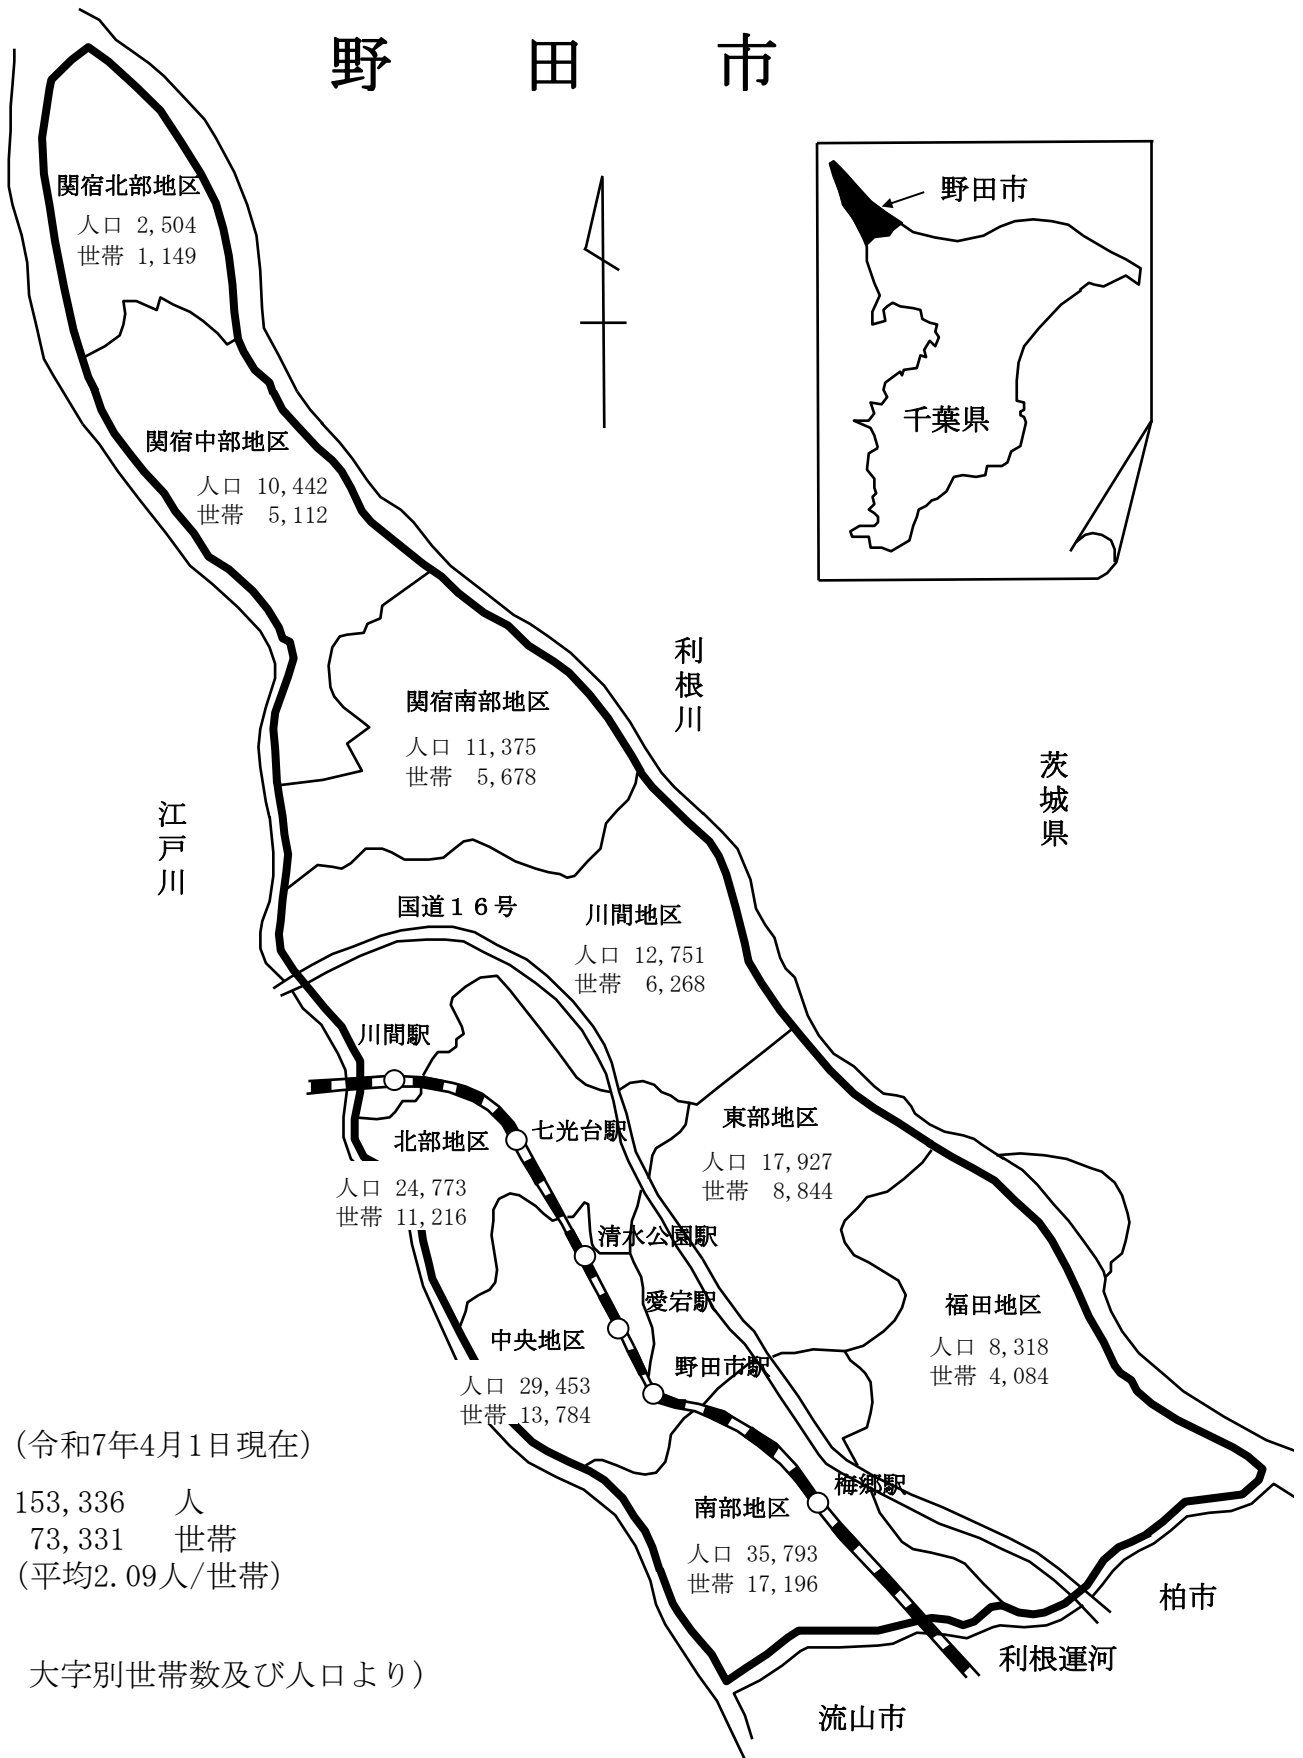 野田市
野田市
千葉県
関宿北部地区
人口 2,504
世帯 1,149
関宿中部地区
人口 10,442
世帯 5,112
関宿南部地区
人口 11,375
世帯 5,678
利根川
茨城県
江戸川
国道１６号
川間地区
人口 12,751
世帯 6,268
川間駅
七光台駅
北部地区
人口 24,773
世帯 11,216
東部地区
人口 17,927
世帯 8,844
清水公園駅
愛宕駅
中央地区
人口 29,453
世帯 13,784
野田市駅
福田地区
人口 8,318
世帯 4,084
梅郷駅
南部地区
人口 35,793
世帯 17,196
(令和7年4月1日現在)
153,336 人
73,331 世帯
(平均2.09人/世帯)
大字別世帯数及び人口より)
柏市
利根運河
流山市